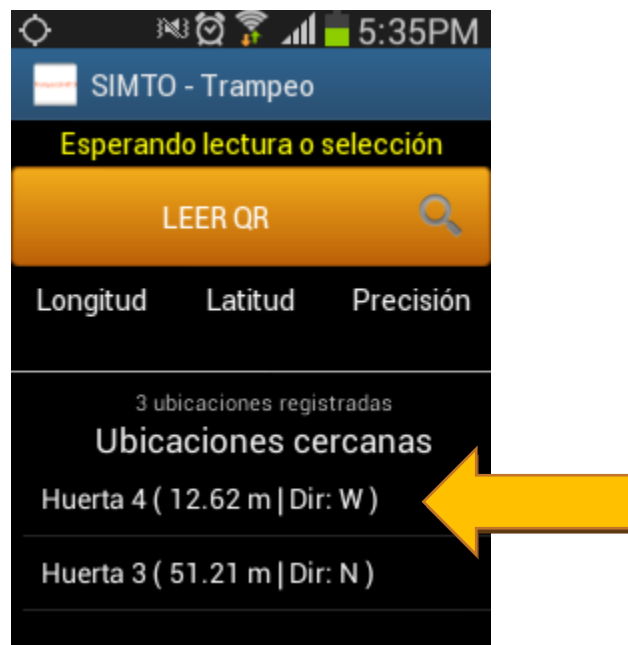 5:35PM
SIMTO - Trampeo
Esperando lectura o selección
LEER QR
Longitud Latitud Precisión
3 ubicaciones registradas
Ubicaciones cercanas
Huerta 4 ( 12.62 m | Dir: W )
Huerta 3 ( 51.21 m | Dir: N )